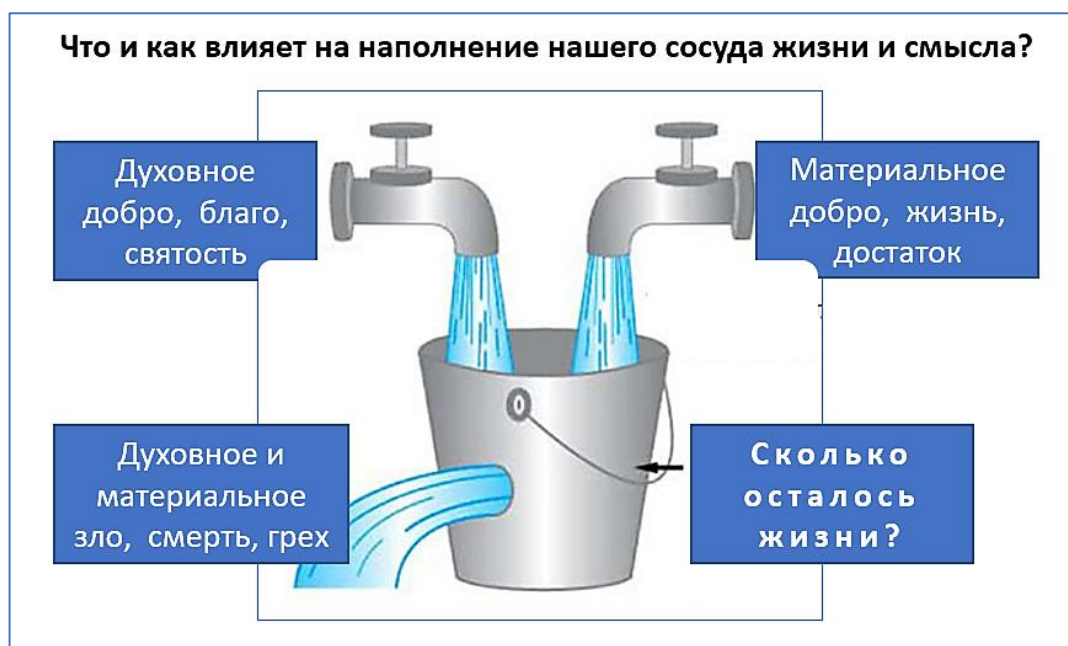 Что и как влияет на наполнение нашего сосуда жизни и смысла?
Духовное
добро, благо,
святость
Материальное
добро, жизнь,
достаток
Духовное и
материальное
зло, смерть, грех
Сколько
осталось
жизни?